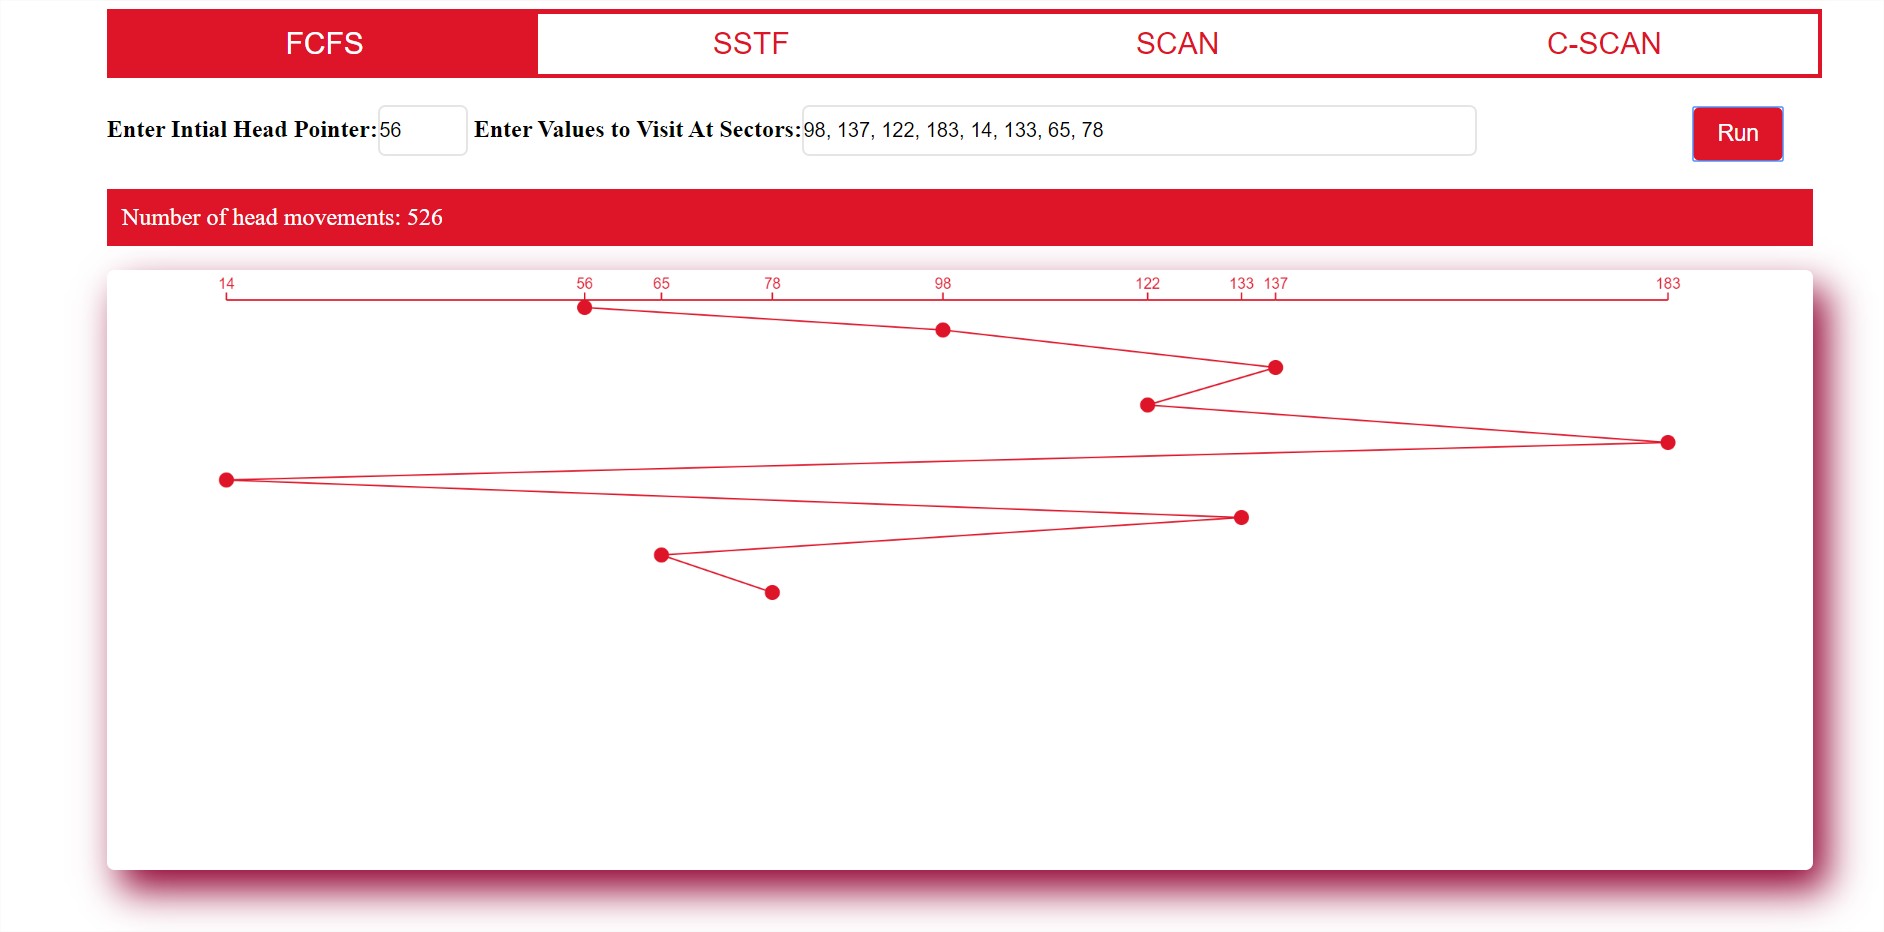 FCFS SSTF SCAN C-SCAN
Enter Intial Head Pointer: 56 Enter Values to Visit At Sectors: 98, 137, 122, 183, 14, 133, 65, 78 Run
Number of head movements: 526
14 56 65 78 98 122 133 137 183